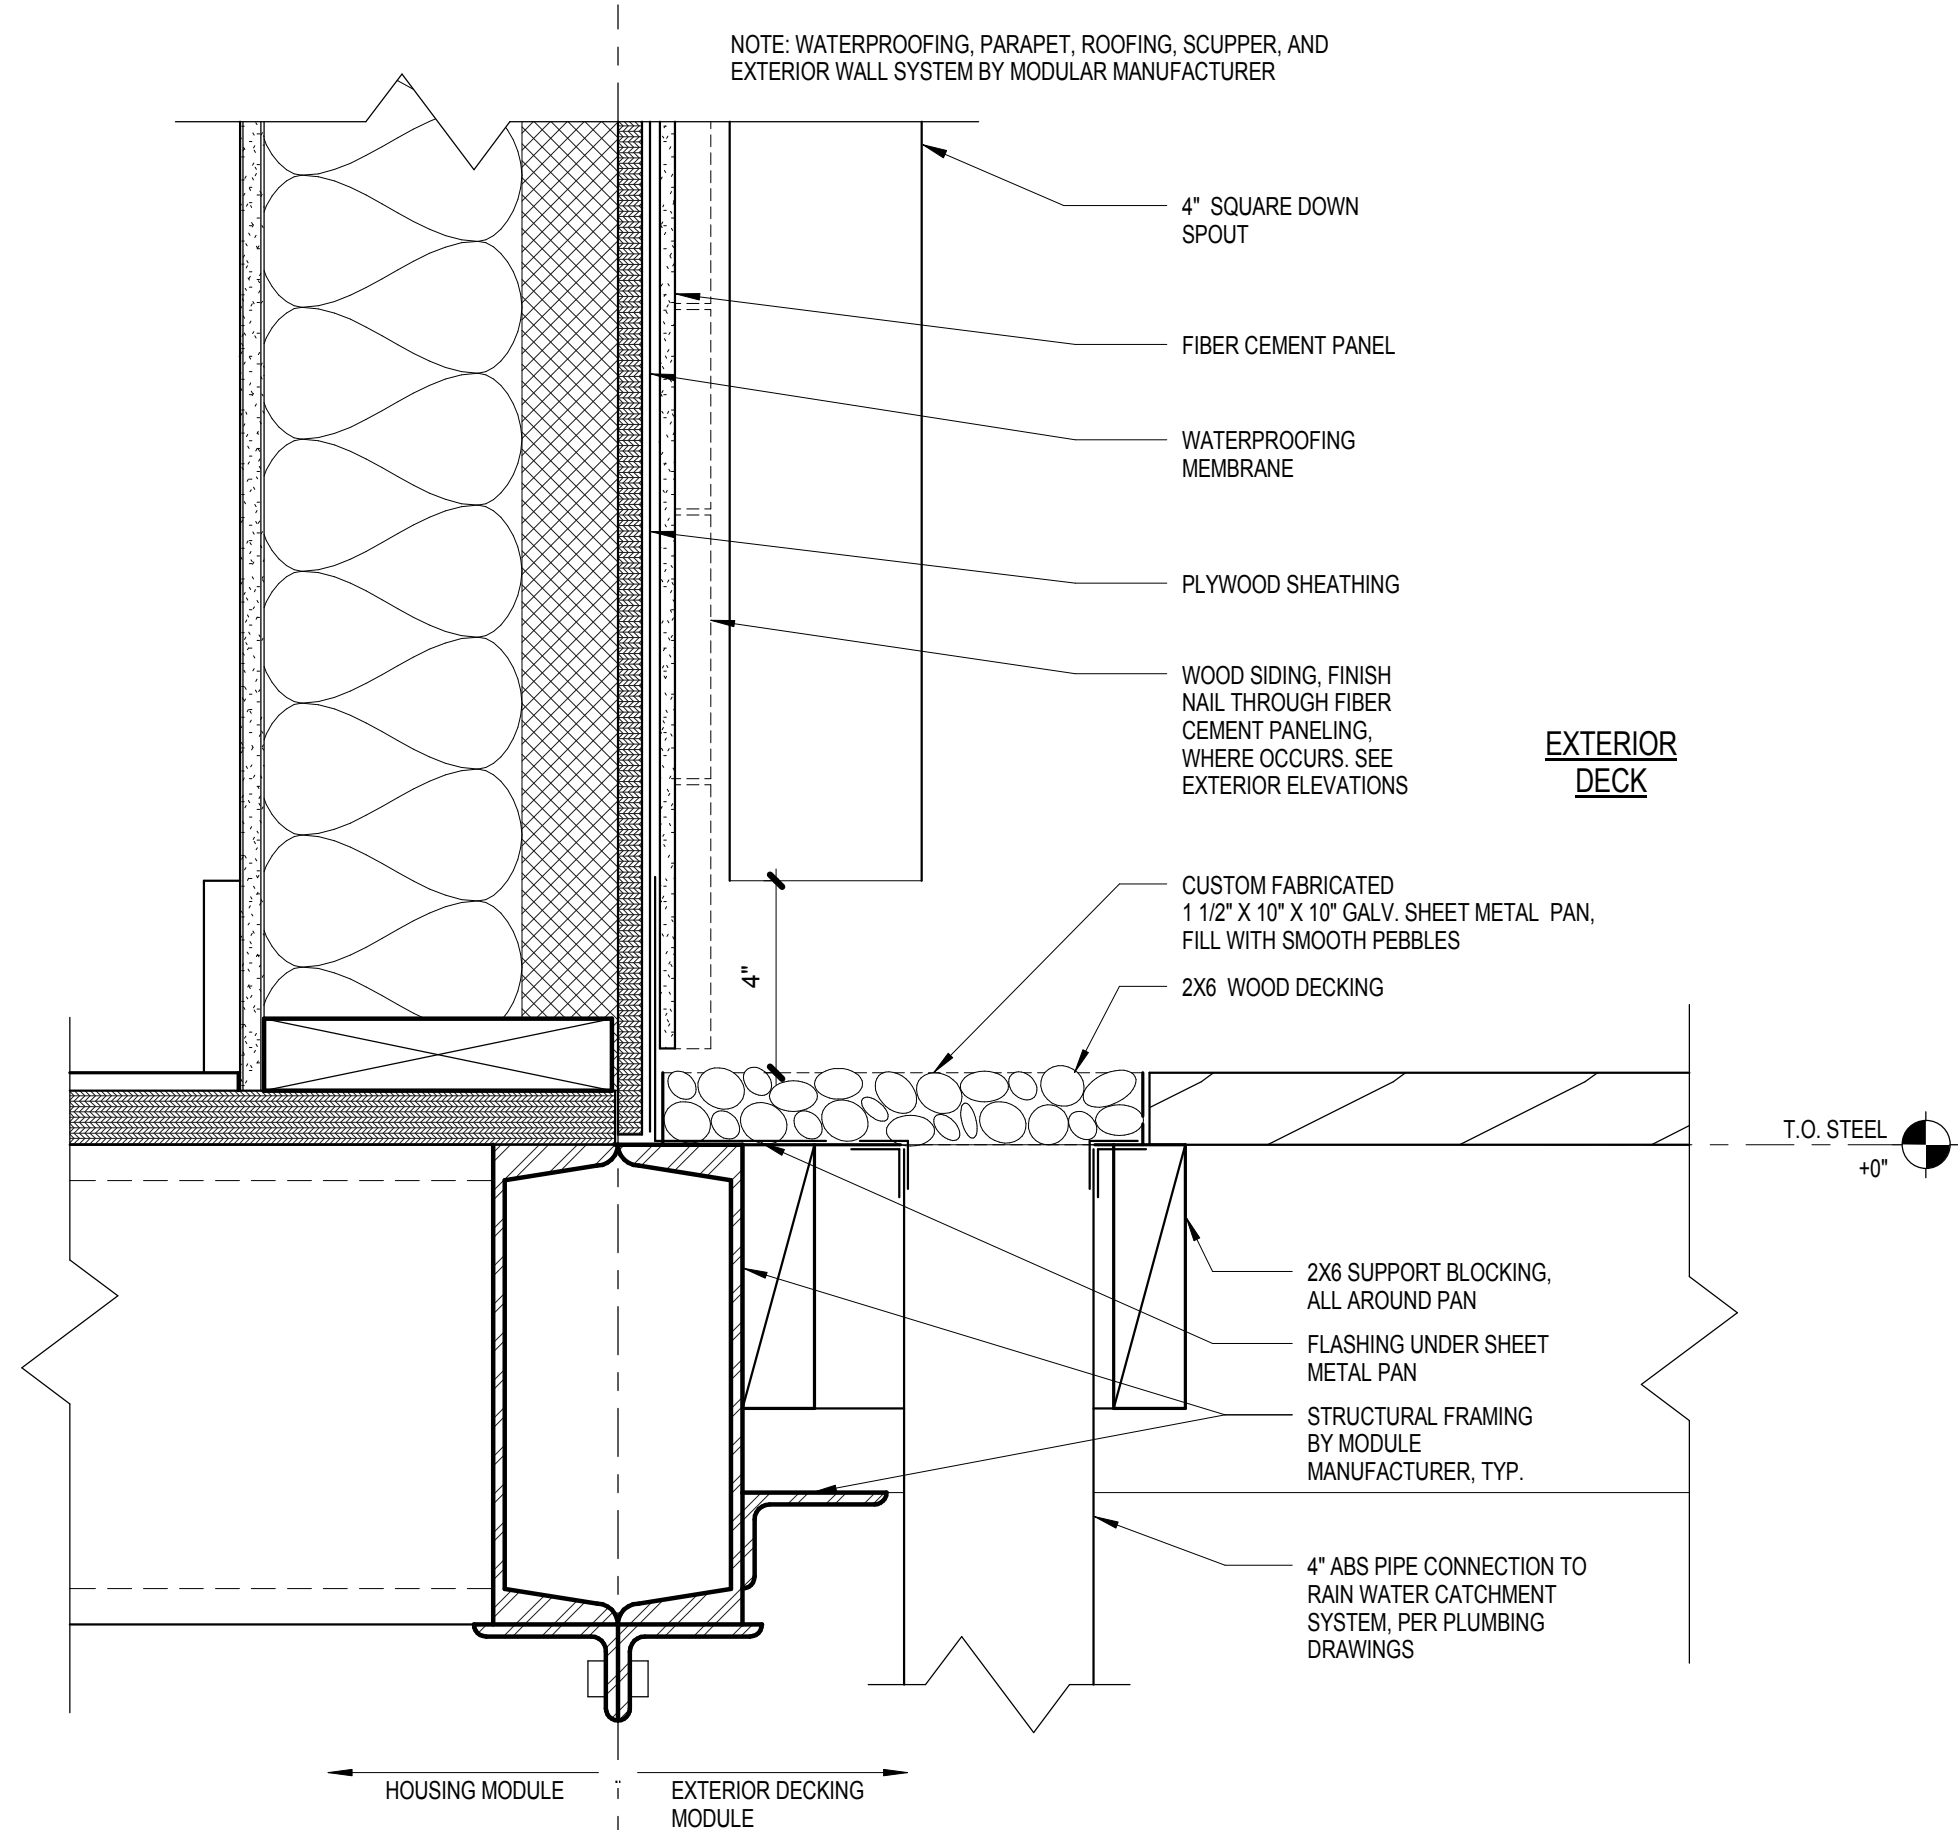 NOTE: WATERPROOFING, PARAPET, ROOFING, SCUPPER, AND
EXTERIOR WALL SYSTEM BY MODULAR MANUFACTURER
4" SQUARE DOWN
SPOUT
FIBER CEMENT PANEL
WATERPROOFING
MEMBRANE
PLYWOOD SHEATHING
WOOD SIDING, FINISH
NAIL THROUGH FIBER
CEMENT PANELING,
WHERE OCCURS. SEE
EXTERIOR ELEVATIONS
EXTERIOR
DECK
CUSTOM FABRICATED
1 1/2" X 10" X 10" GALV. SHEET METAL PAN,
FILL WITH SMOOTH PEBBLES
4"
2X6 WOOD DECKING
T.O. STEEL
+0"
2X6 SUPPORT BLOCKING,
ALL AROUND PAN
FLASHING UNDER SHEET
METAL PAN
STRUCTURAL FRAMING
BY MODULE
MANUFACTURER, TYP.
4" ABS PIPE CONNECTION TO
RAIN WATER CATCHMENT
SYSTEM, PER PLUMBING
DRAWINGS
HOUSING MODULE
EXTERIOR DECKING
MODULE